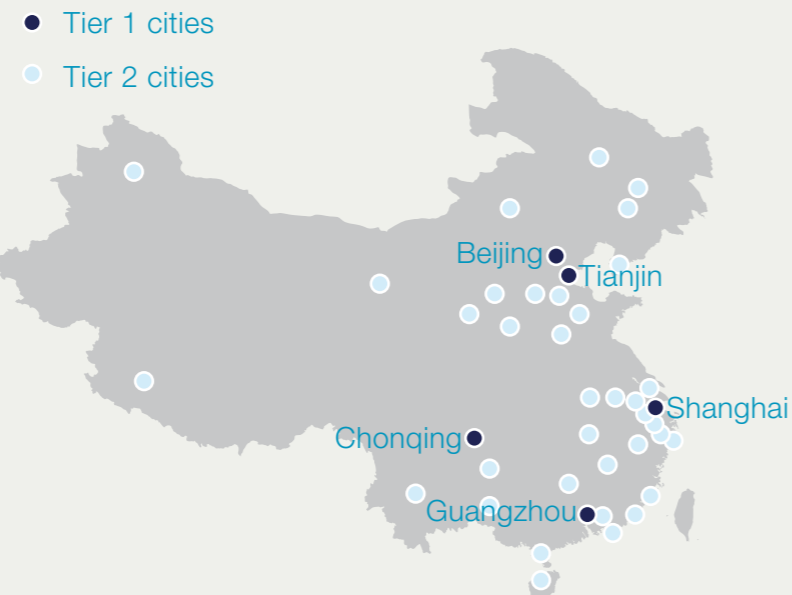 Tier 1 cities
Tier 2 cities
Beijing
Tianjin
Shanghai
Chonqing
Guangzhou